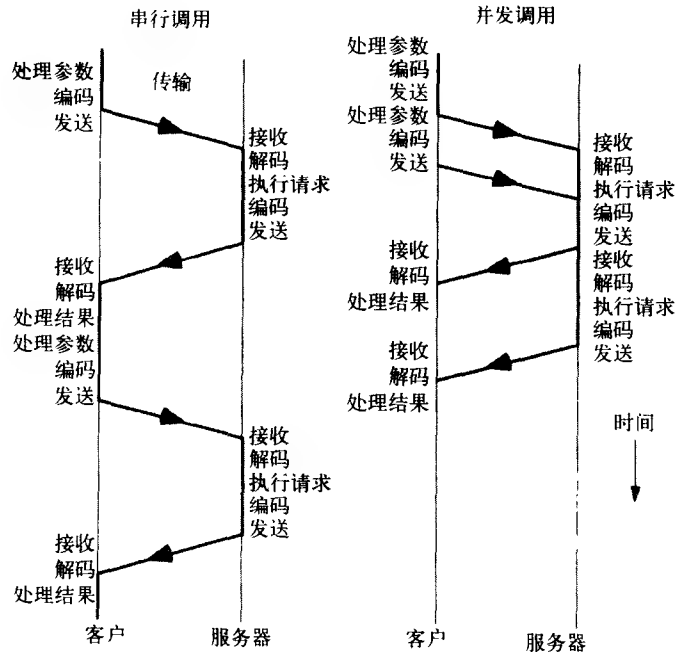 串行调用
处理参数
编码
发送
传输
接收
解码
执行请求
编码
发送
接收
解码
处理结果
处理参数
编码
发送
接收
解码
执行请求
编码
发送
接收
解码
处理结果
客户
服务器
并发调用
处理参数
编码
发送
处理参数
编码
发送
接收
解码
执行请求
编码
发送
接收
解码
执行请求
编码
发送
接收
解码
处理结果
接收
解码
处理结果
时间
客户
服务器